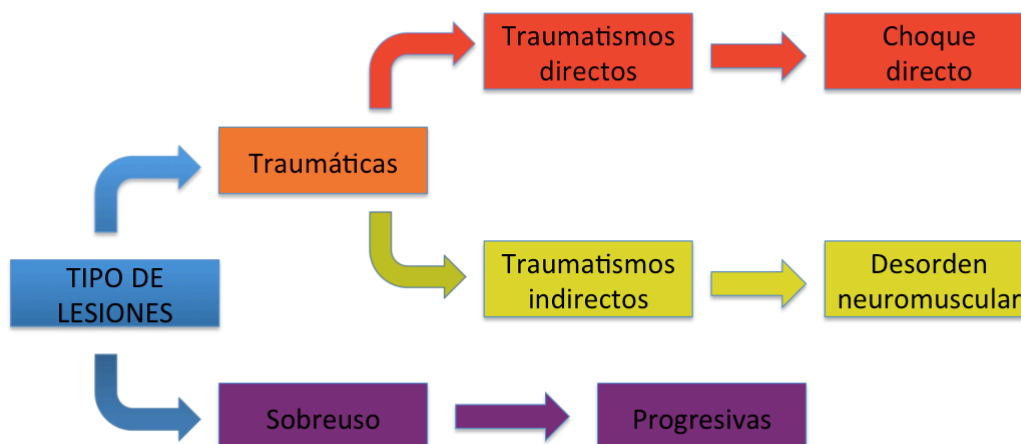 Traumatismos
directos
Choque
directo
Traumáticas
TIPO DE
LESIONES
Traumatismos
indirectos
Desorden
neuromuscular
Sobreuso
Progresivas